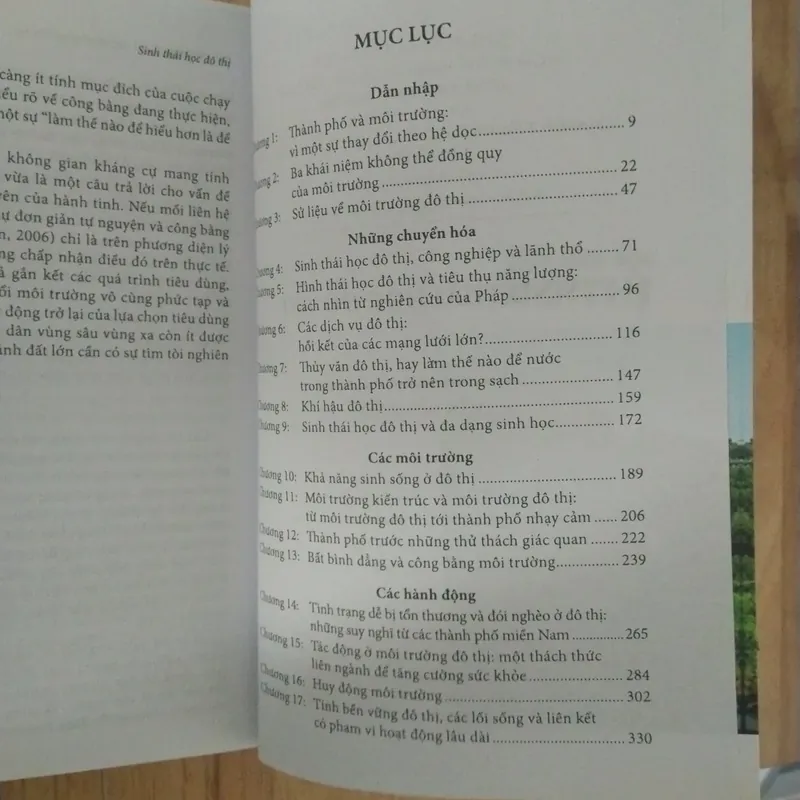 Sinh thái học đô thị
càng ít tính mục đích của cuộc chạy
rõ về công bằng đang thực hiện,
một sự "làm thế nào để hiểu hơn là để
không gian kháng cự mang tính
vừa là một câu trả lời cho vấn đề
của hành tinh. Nếu mối liên hệ
đơn giản tự nguyện và công bằng
2006) chỉ là trên phương diện lý
chấp nhận điều đó trên thực tế.
gắn kết các quá trình tiêu dùng,
môi trường vô cùng phức tạp và
động trở lại của lựa chọn tiêu dùng
dân vùng sâu vùng xa còn ít được
đất lớn cần có sự tìm tòi nghiên
MỤC LỤC
Dẫn nhập
Chương 1: Thành phố và môi trường:
vì một sự thay đổi theo hệ dọc 9
Chương 2: Ba khái niệm không thể đồng quy
của môi trường 22
Chương 3: Sử liệu về môi trường đô thị 47
Những chuyển hóa
Chương 4: Sinh thái học đô thị, công nghiệp và lãnh thổ 71
Chương 5: Hình thái học đô thị và tiêu thụ năng lượng:
cách nhìn từ nghiên cứu của Pháp 96
Chương 6: Các dịch vụ đô thị:
hồi kết của các mạng lưới lớn? 116
Chương 7: Thủy văn đô thị, hay làm thế nào để nước
trong thành phố trở nên trong sạch 147
Chương 8: Khí hậu đô thị 159
Chương 9: Sinh thái học đô thị và đa dạng sinh học 172
Các môi trường
Chương 10: Khả năng sinh sống ở đô thị 189
Chương 11: Môi trường kiến trúc và môi trường đô thị:
từ môi trường đô thị tới thành phố nhạy cảm 206
Chương 12: Thành phố trước những thử thách giác quan 222
Chương 13: Bất bình đẳng và công bằng môi trường 239
Các hành động
Chương 14: Tình trạng dễ bị tổn thương và đói nghèo ở đô thị:
những suy nghĩ từ các thành phố miền Nam 265
Chương 15: Tác động ở môi trường đô thị: một thách thức
liên ngành để tăng cường sức khỏe 284
Chương 16: Huy động môi trường 302
Chương 17: Tính bền vững đô thị, các lối sống và liên kết
có phạm vi hoạt động lâu dài 330